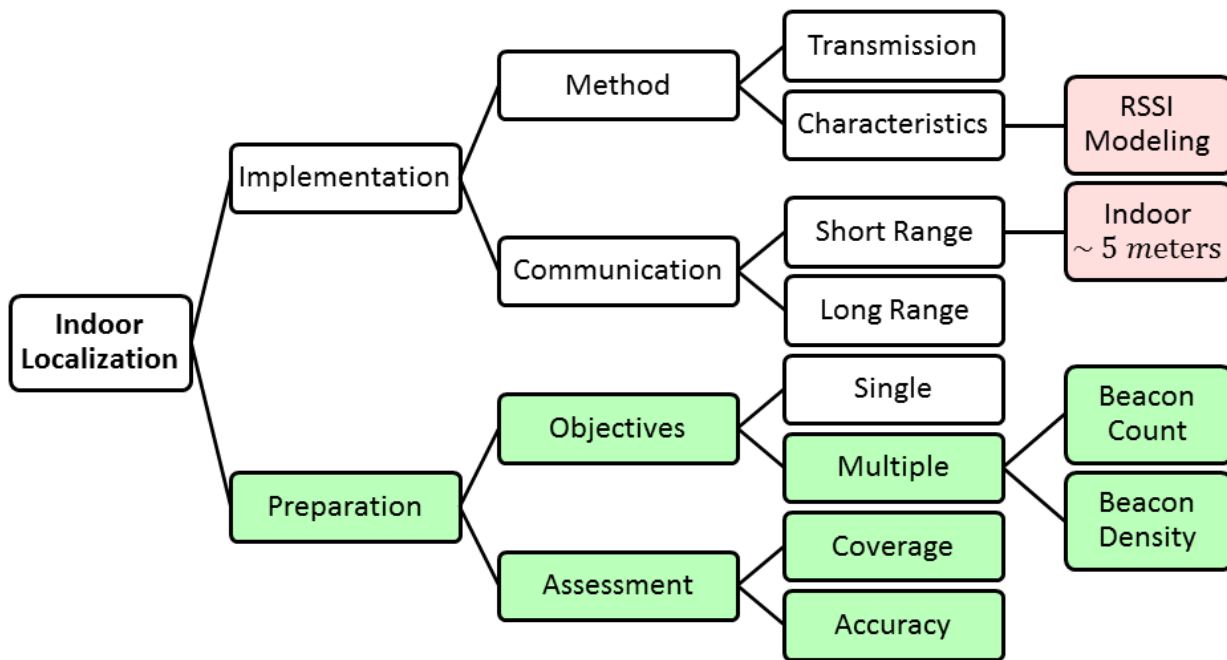 Transmission
Method
Characteristics
RSSI
Modeling
Implementation
Short Range
Indoor
~ 5 meters
Communication
Long Range
Indoor
Localization
Single
Beacon
Count
Objectives
Multiple
Preparation
Beacon
Density
Coverage
Assessment
Accuracy